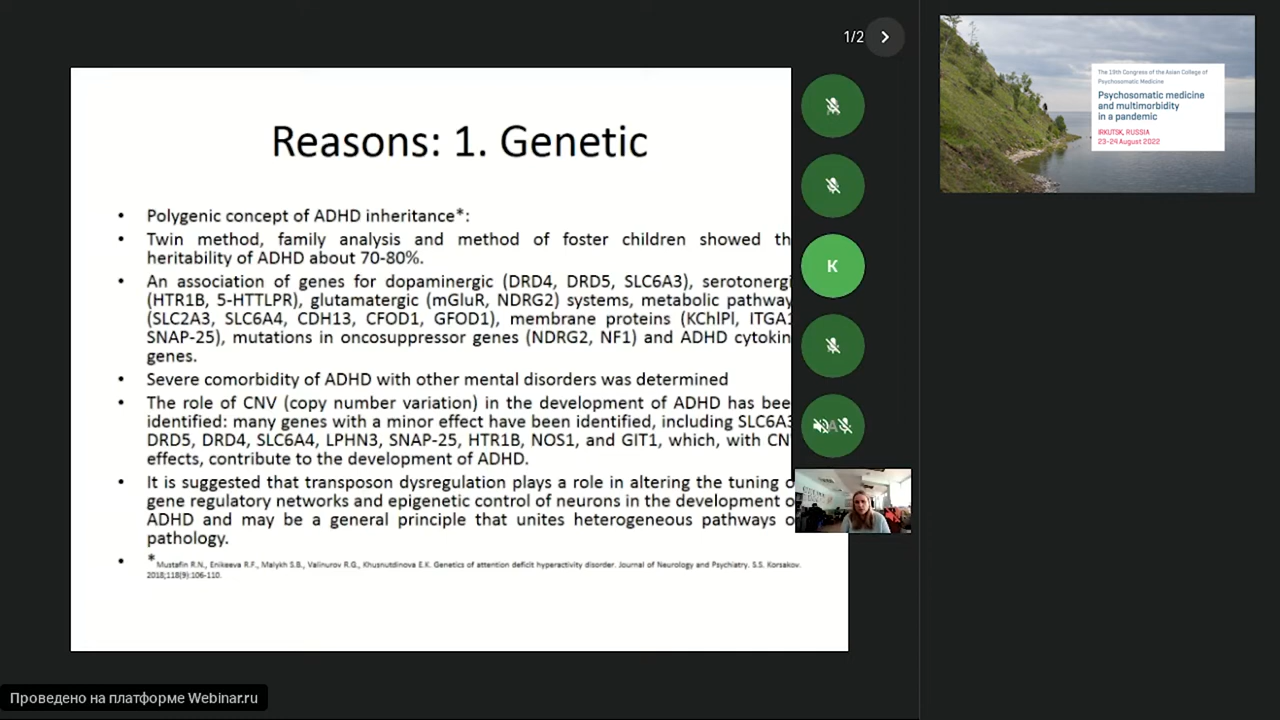 1/2
Reasons: 1. Genetic
• Polygenic concept of ADHD inheritance*:
• Twin method, family analysis and method of foster children showed th
heritability of ADHD about 70-80%.
• An association of genes for dopaminergic (DRD4, DRD5, SLC6A3), serotonergi
(HTR1B, 5-HTTLPR), glutamatergic (mGluR, NDRG2) systems, metabolic pathway
(SLC2A3, SLC6A4, CDH13, CFOD1, GFOD1), membrane proteins (KChIPI, ITGA1
SNAP-25), mutations in oncosuppressor genes (NDRG2, NF1) and ADHD cytokin
genes.
• Severe comorbidity of ADHD with other mental disorders was determined
• The role of CNV (copy number variation) in the development of ADHD has bee
identified: many genes with a minor effect have been identified, including SLC6A3
DRD5, DRD4, SLC6A4, LPHN3, SNAP-25, HTR1B, NOS1, and GIT1, which, with CN
effects, contribute to the development of ADHD.
• It is suggested that transposon dysregulation plays a role in altering the tuning o
gene regulatory networks and epigenetic control of neurons in the development o
ADHD and may be a general principle that unites heterogeneous pathways o
pathology.
• *Mustafin R.N., Enikeeva R.F., Malykh S.B., Valinurov R.G., Khusnutdinova E.K. Genetics of attention deficit hyperactivity disorder. Journal of Neurology and Psychiatry. S.S. Korsakov.
2018;118(9):106-110.
K
A
The 19th Congress of the Asian College of
Psychosomatic Medicine
Psychosomatic medicine
and multimorbidity
in a pandemic
IRKUTSK, RUSSIA
23-24 August 2022
Проведено на платформе Webinar.ru